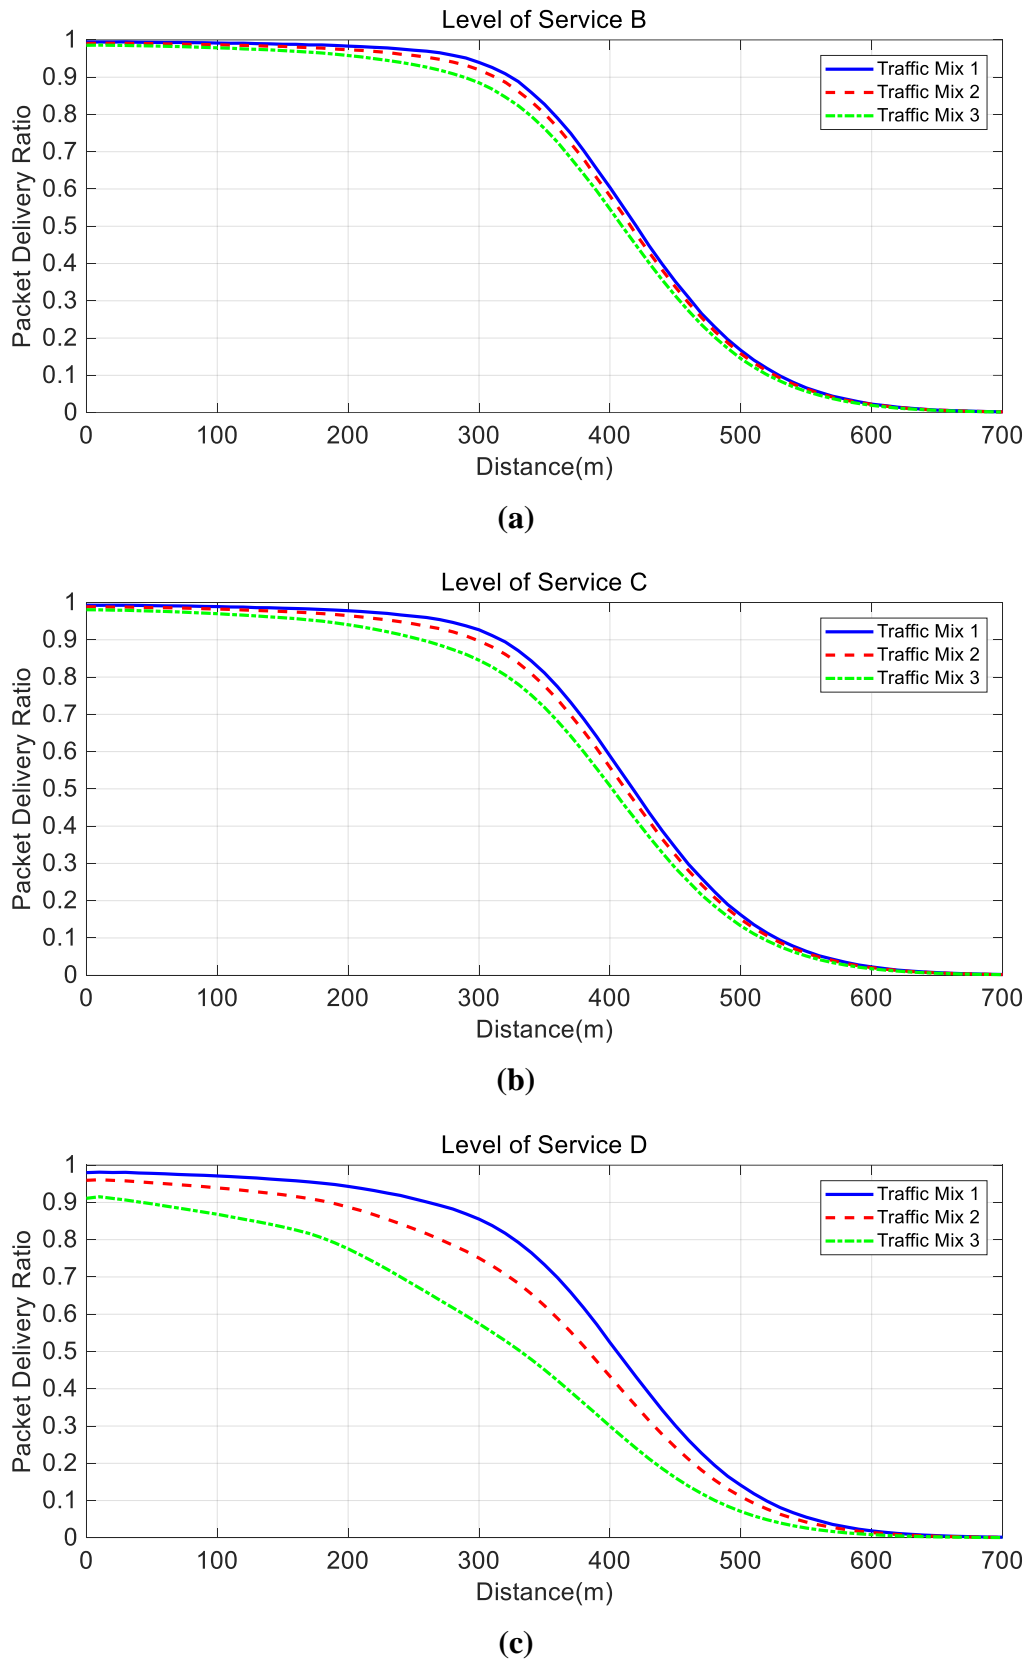 Level of Service B
Packet Delivery Ratio
1
0.9
0.8
0.7
0.6
0.5
0.4
0.3
0.2
0.1
0
Traffic Mix 1
Traffic Mix 2
Traffic Mix 3
0 100 200 300 400 500 600 700
Distance(m)
(a)
Level of Service C
Packet Delivery Ratio
1
0.9
0.8
0.7
0.6
0.5
0.4
0.3
0.2
0.1
0
Traffic Mix 1
Traffic Mix 2
Traffic Mix 3
0 100 200 300 400 500 600 700
Distance(m)
(b)
Level of Service D
Packet Delivery Ratio
1
0.9
0.8
0.7
0.6
0.5
0.4
0.3
0.2
0.1
0
Traffic Mix 1
Traffic Mix 2
Traffic Mix 3
0 100 200 300 400 500 600 700
Distance(m)
(c)